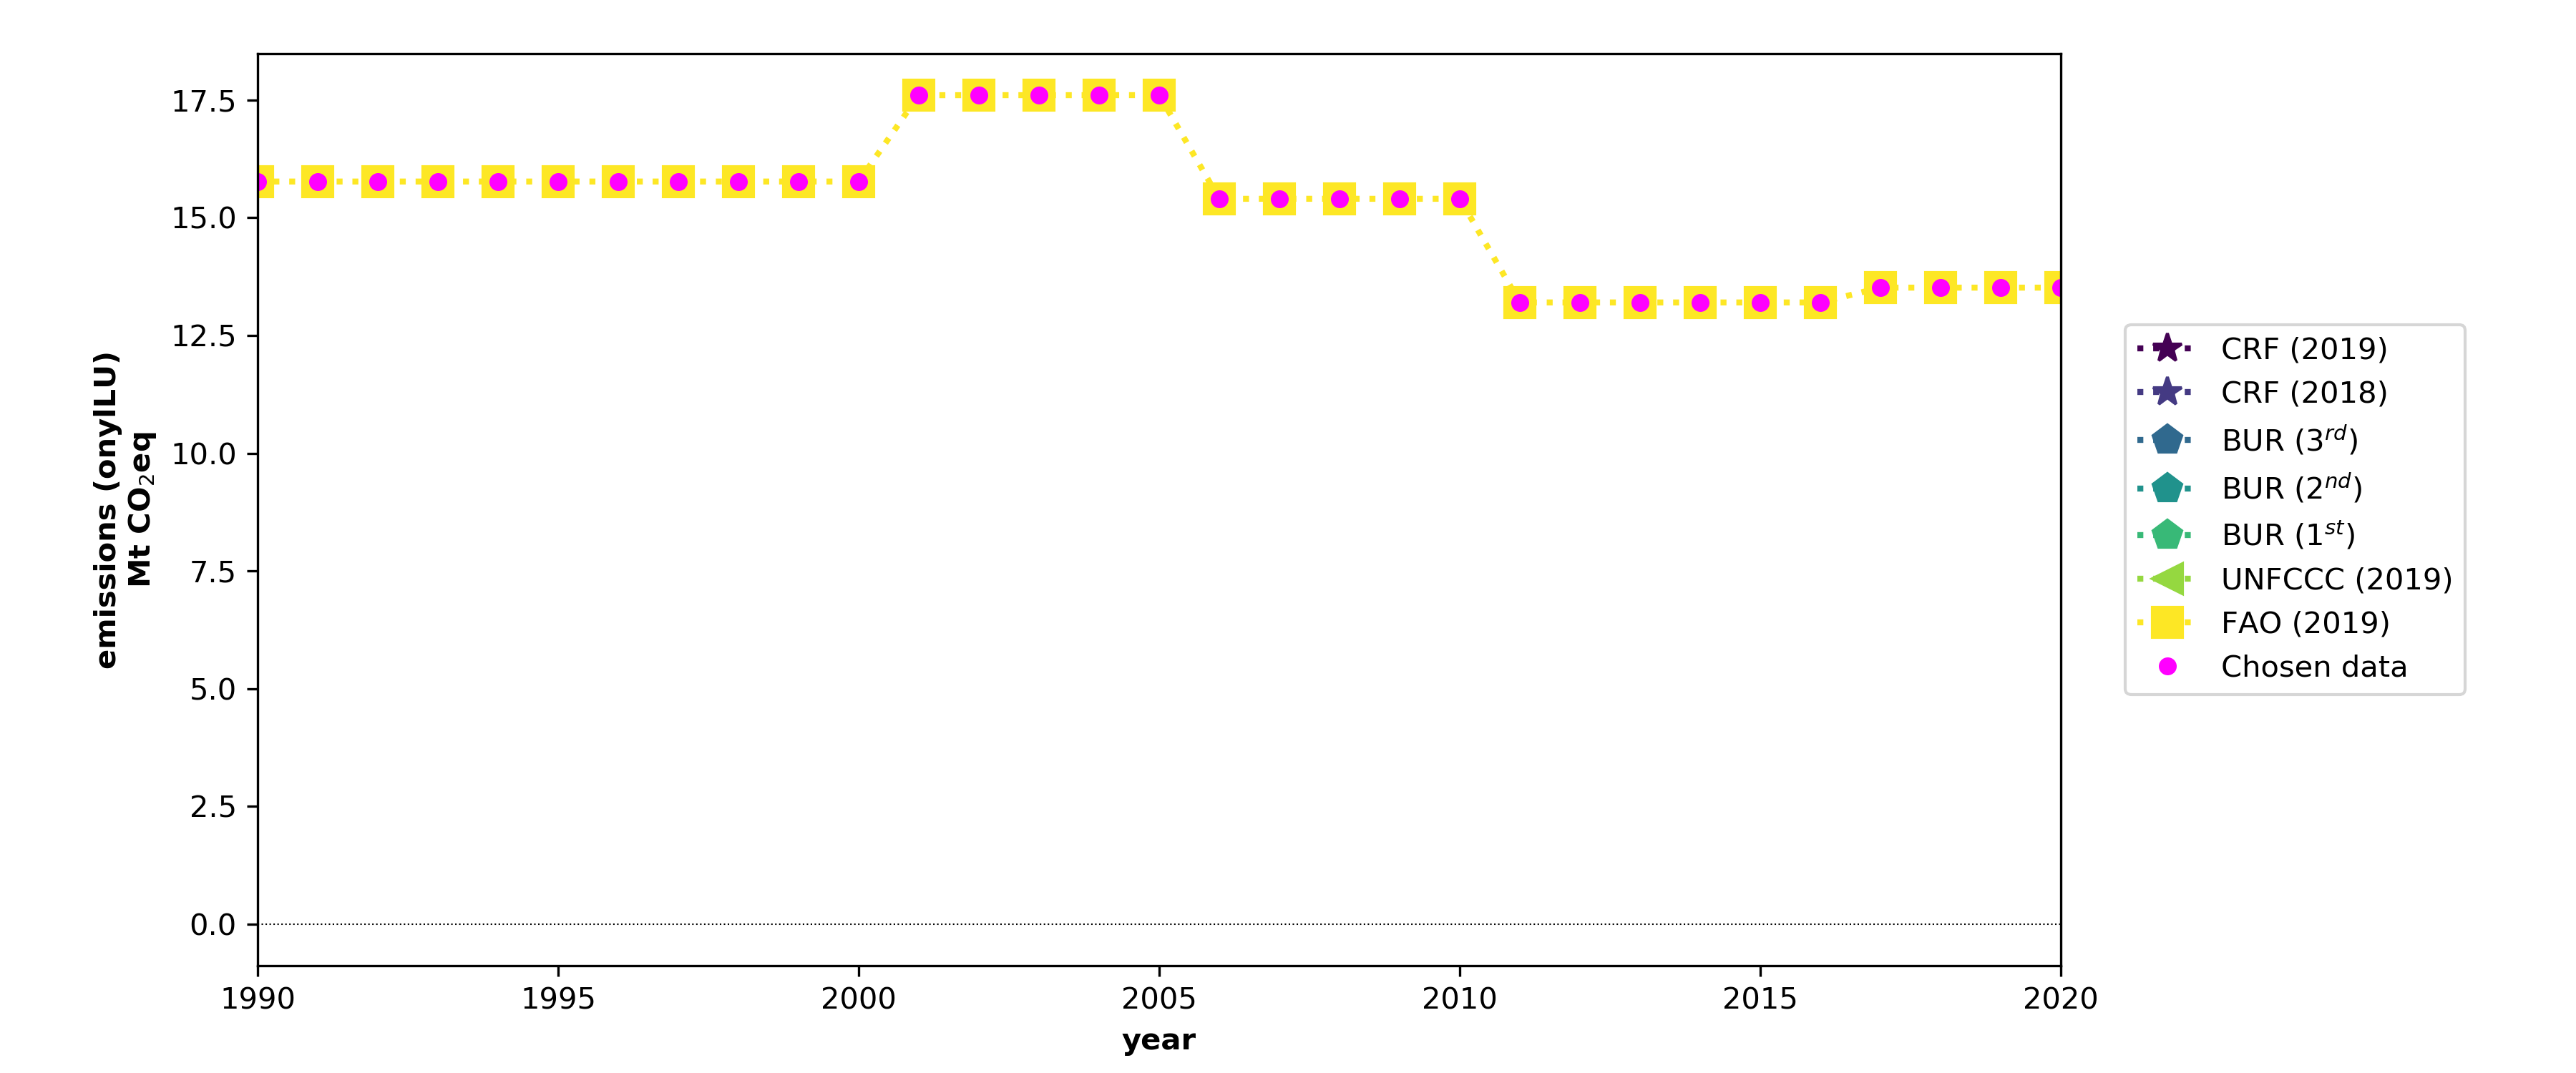 emissions (onylLU)
Mt CO₂eq
17.5
15.0
12.5
10.0
7.5
5.0
2.5
0.0
1990 1995 2000 2005 2010 2015 2020
year
CRF (2019)
CRF (2018)
BUR (3ʳᵈ)
BUR (2ⁿᵈ)
BUR (1ˢᵗ)
UNFCCC (2019)
FAO (2019)
Chosen data